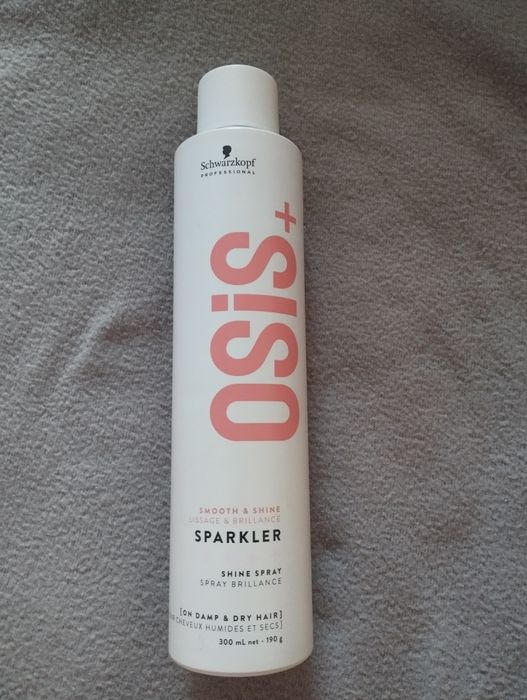 Schwarzkopf
PROFESSIONAL
OSiS+
SMOOTH & SHINE
LISSAGE & BRILLANCE
SPARKLER
SHINE SPRAY
SPRAY BRILLANCE
[ON DAMP & DRY HAIR]
CHEVEUX HUMIDES ET SECS]
300 mL net - 190 g